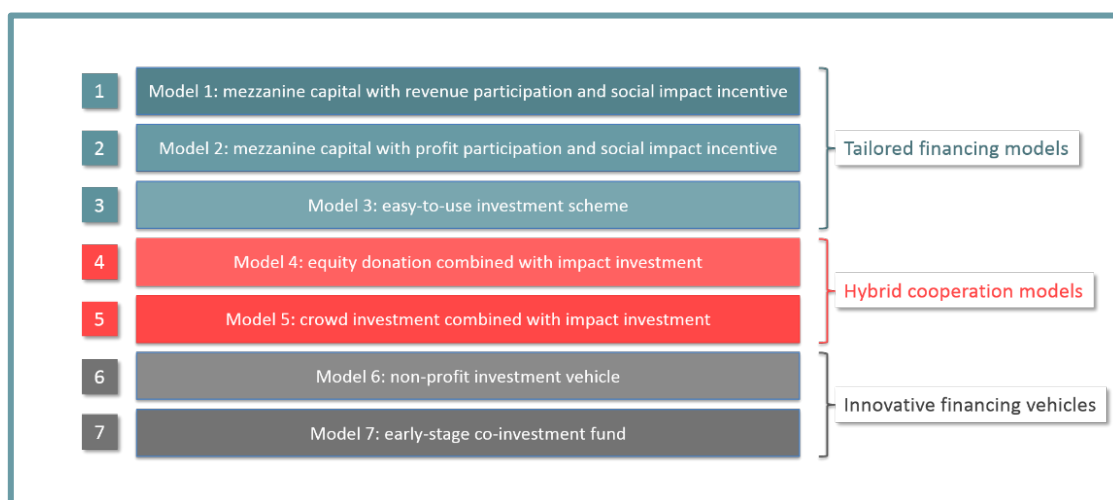 1
Model 1: mezzanine capital with revenue participation and social impact incentive
2
Model 2: mezzanine capital with profit participation and social impact incentive
3
Model 3: easy-to-use investment scheme
Tailored financing models
4
Model 4: equity donation combined with impact investment
5
Model 5: crowd investment combined with impact investment
Hybrid cooperation models
6
Model 6: non-profit investment vehicle
7
Model 7: early-stage co-investment fund
Innovative financing vehicles